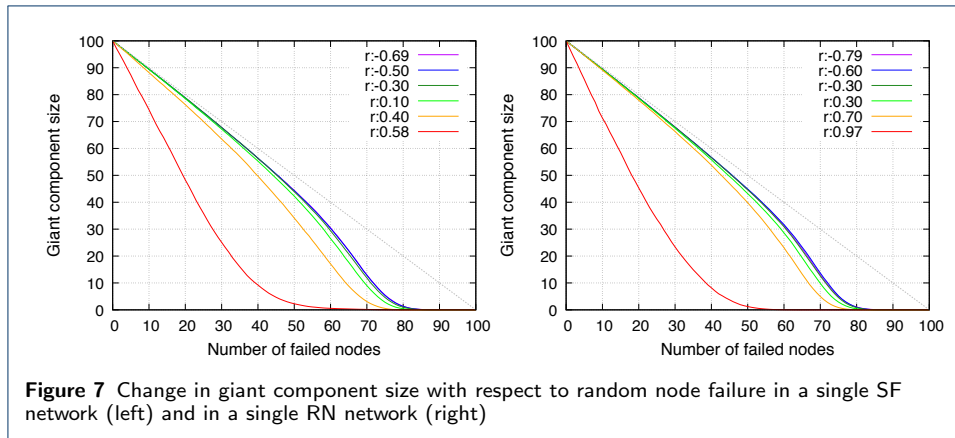 100
90
80
70
60
50
40
30
20
10
0
0 10 20 30 40 50 60 70 80 90 100
Giant component size
Number of failed nodes
r:-0.69
r:-0.50
r:-0.30
r:0.10
r:0.40
r:0.58
100
90
80
70
60
50
40
30
20
10
0
0 10 20 30 40 50 60 70 80 90 100
Giant component size
Number of failed nodes
r:-0.79
r:-0.60
r:-0.30
r:0.30
r:0.70
r:0.97
Figure 7 Change in giant component size with respect to random node failure in a single SF
network (left) and in a single RN network (right)